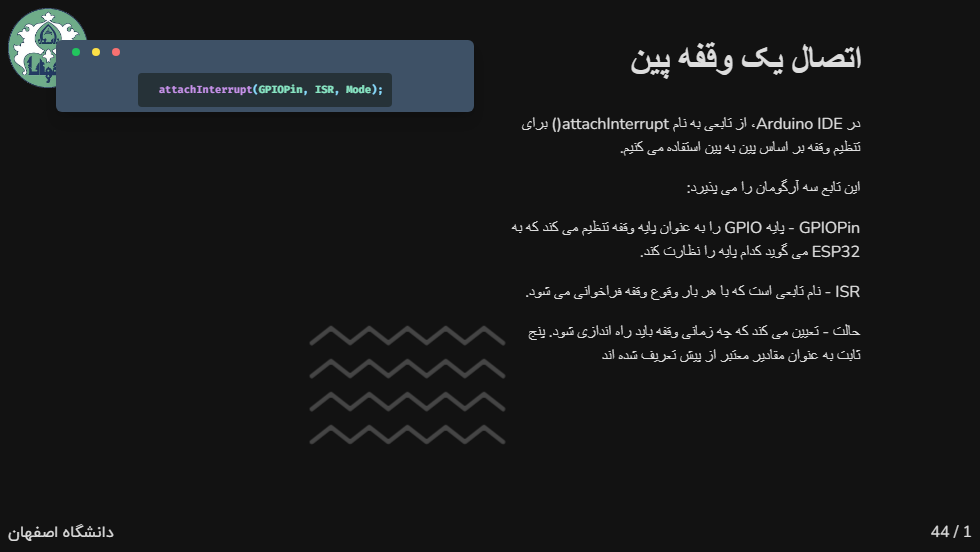 اتصال یک وقفه پین
attachInterrupt(GPIOPin, ISR, Mode);
در Arduino IDE، از تابعی به نام attachInterrupt() برای
تنظیم وقفه بر اساس پین به پین استفاده می کنیم.
این تابع سه آرگومان را می پذیرد:
GPIOPin - پایه GPIO را به عنوان پایه وقفه تنظیم می کند که به
ESP32 می گوید کدام پایه را نظارت کند.
ISR - نام تابعی است که با هر بار وقوع وقفه فراخوانی می شود.
حالت - تعیین می کند که چه زمانی وقفه باید راه اندازی شود. پنج
ثابت به عنوان مقادیر معتبر از پیش تعریف شده اند
دانشگاه اصفهان
44 / 1